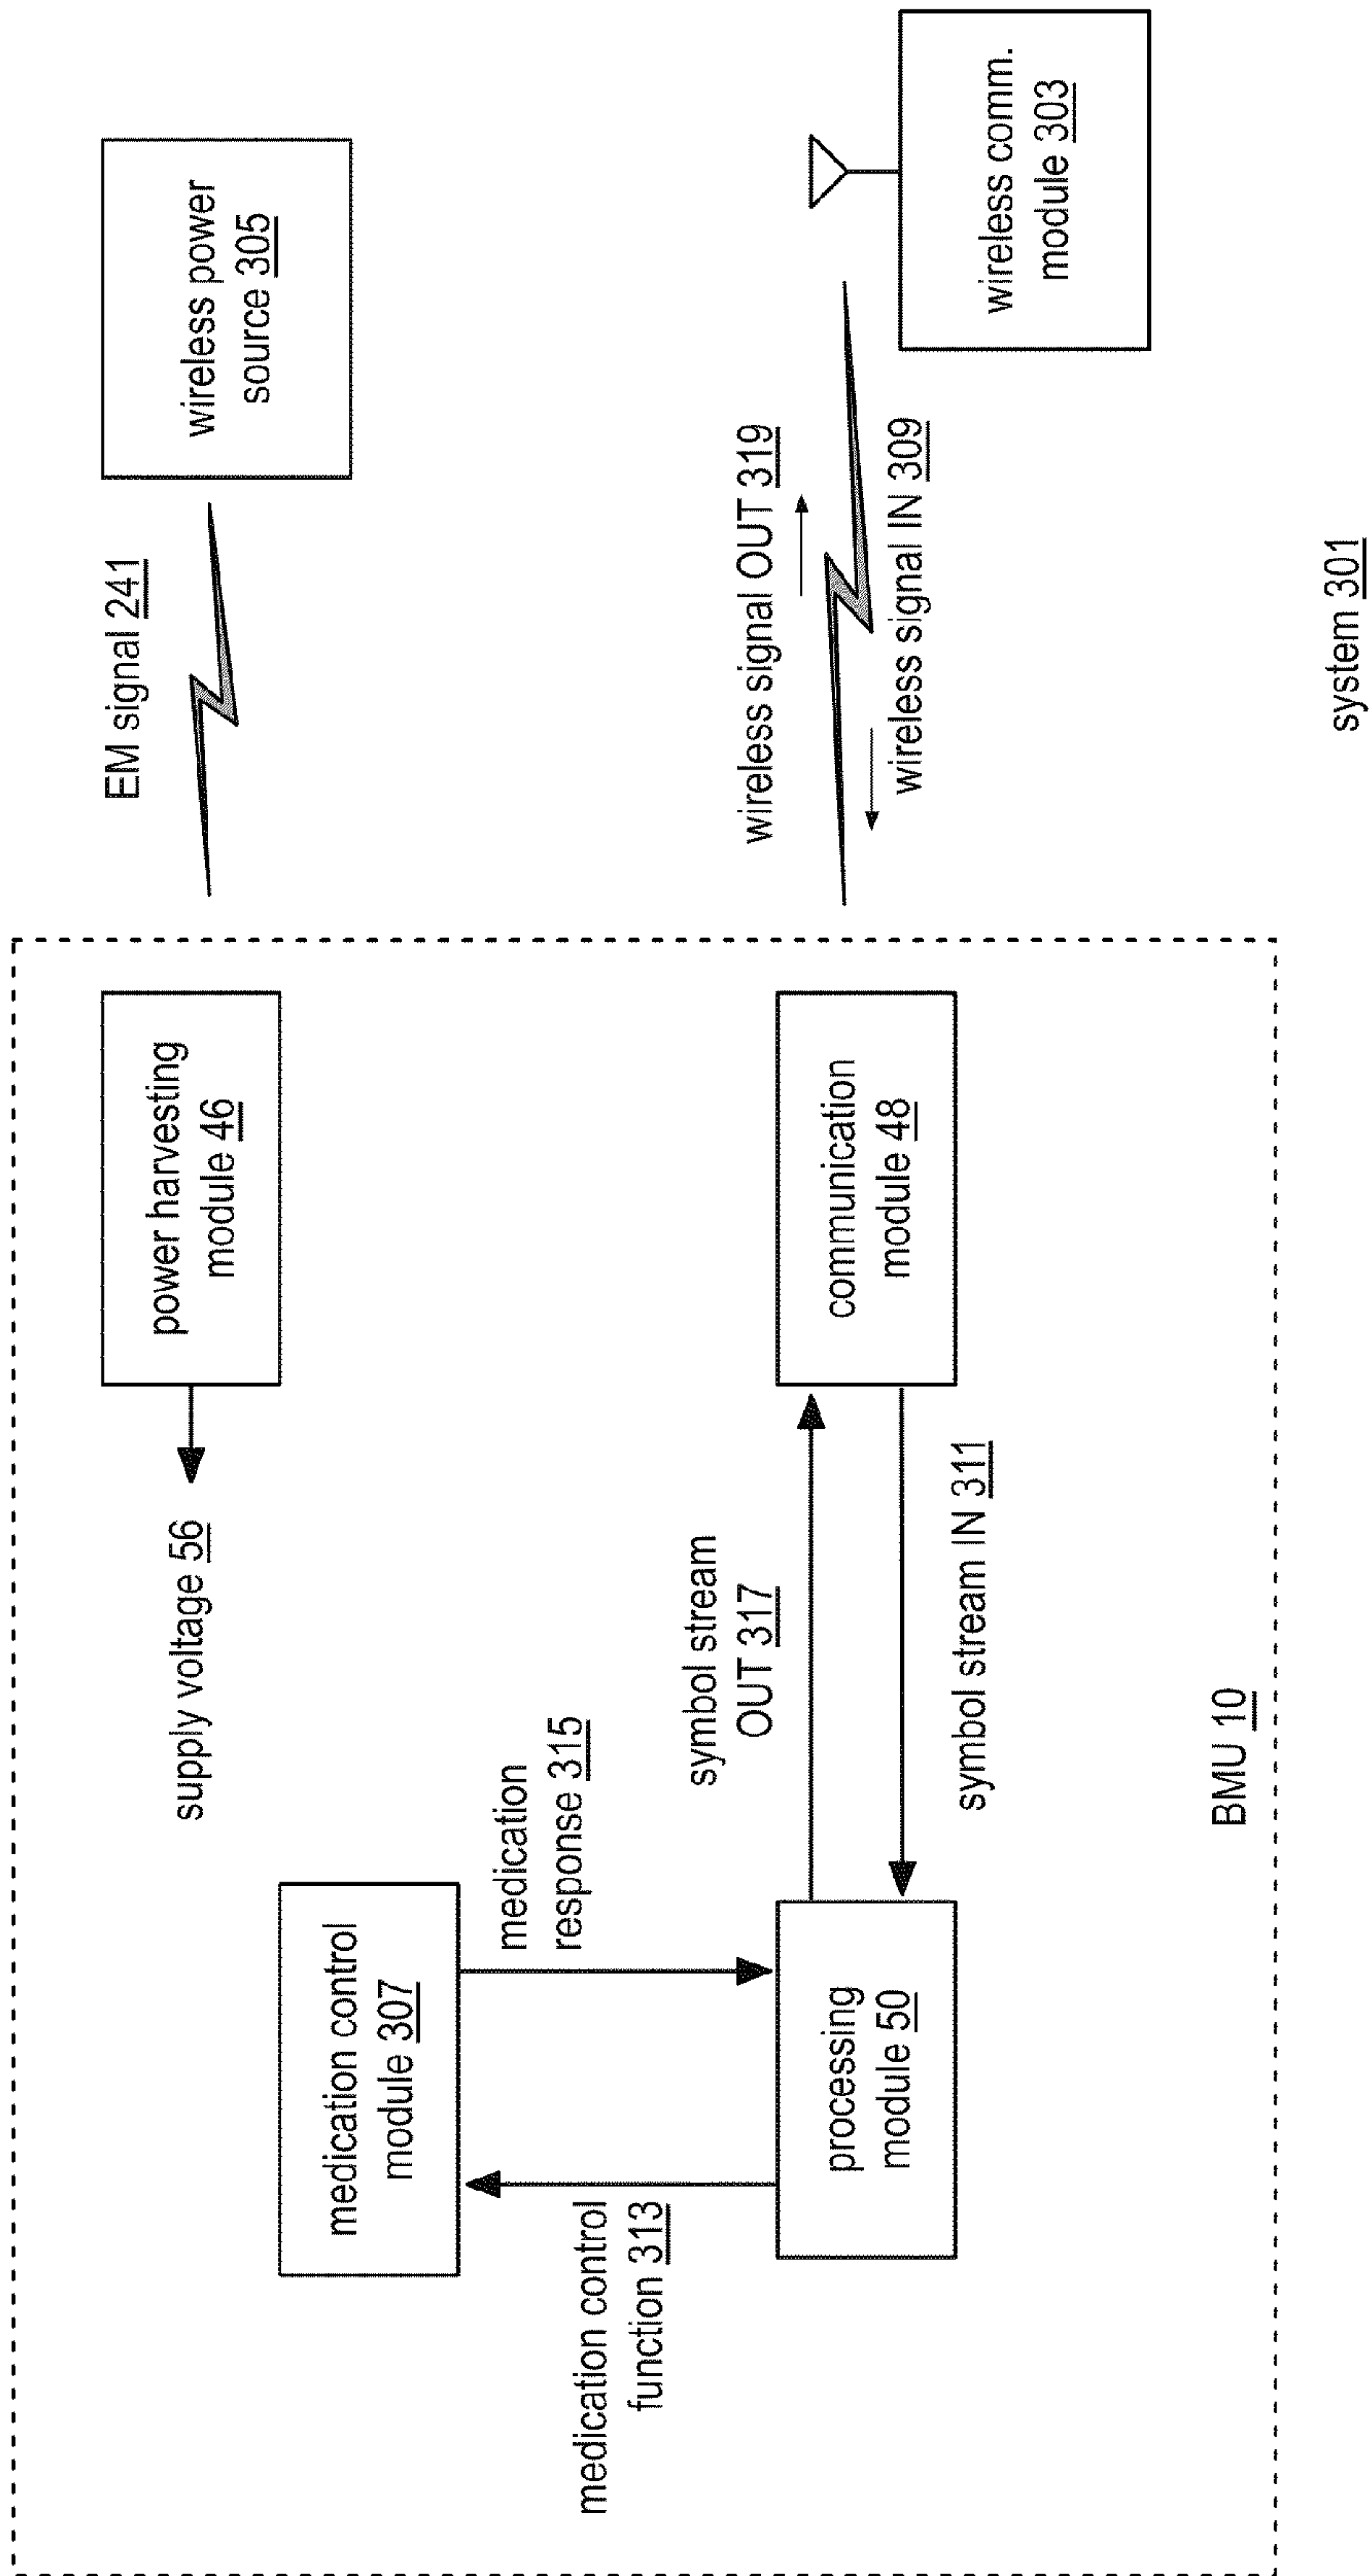 wireless power
source 305
EM signal 241
power harvesting
module 46
supply voltage 56
medication control
module 307
medication
response 315
medication control
function 313
processing
module 50
symbol stream
OUT 317
symbol stream IN 311
communication
module 48
wireless signal OUT 319
wireless signal IN 309
wireless comm.
module 303
BMU 10
system 301